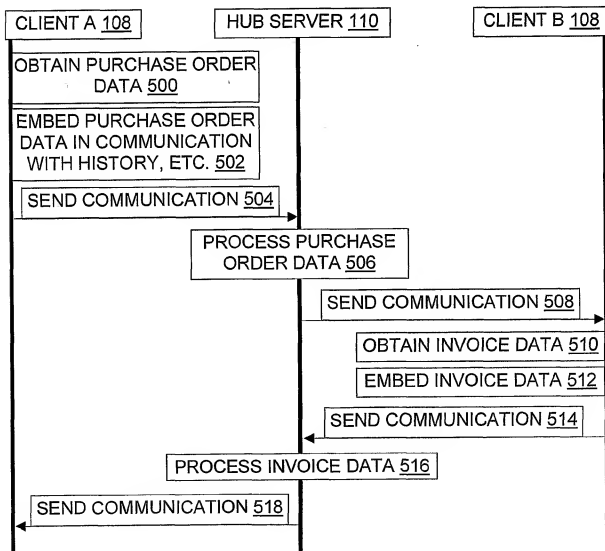 CLIENT A 108
HUB SERVER 110
CLIENT B 108
OBTAIN PURCHASE ORDER
DATA 500
EMBED PURCHASE ORDER
DATA IN COMMUNICATION
WITH HISTORY, ETC. 502
SEND COMMUNICATION 504
PROCESS PURCHASE
ORDER DATA 506
SEND COMMUNICATION 508
OBTAIN INVOICE DATA 510
EMBED INVOICE DATA 512
SEND COMMUNICATION 514
PROCESS INVOICE DATA 516
SEND COMMUNICATION 518